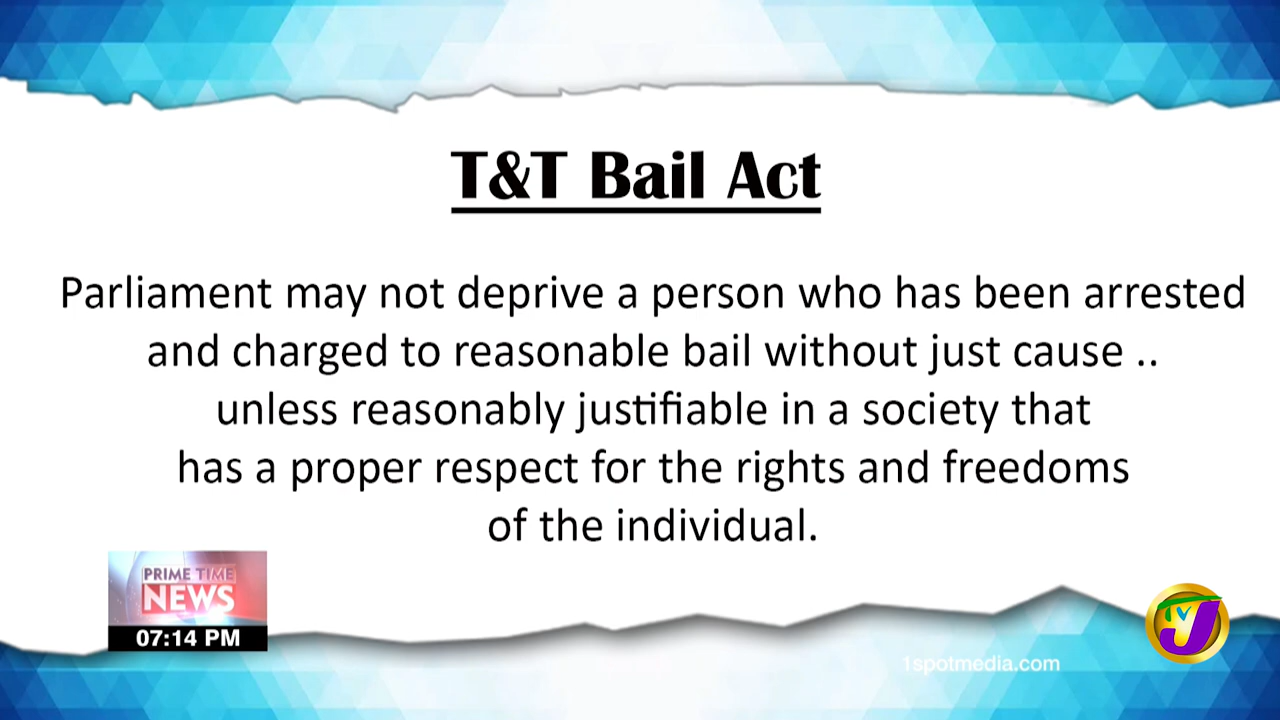 T&T Bail Act
Parliament may not deprive a person who has been arrested
and charged to reasonable bail without just cause ..
unless reasonably justifiable in a society that
has a proper respect for the rights and freedoms
of the individual.
PRIME TIME
NEWS
07:14 PM
TVJ
1spotmedia.com